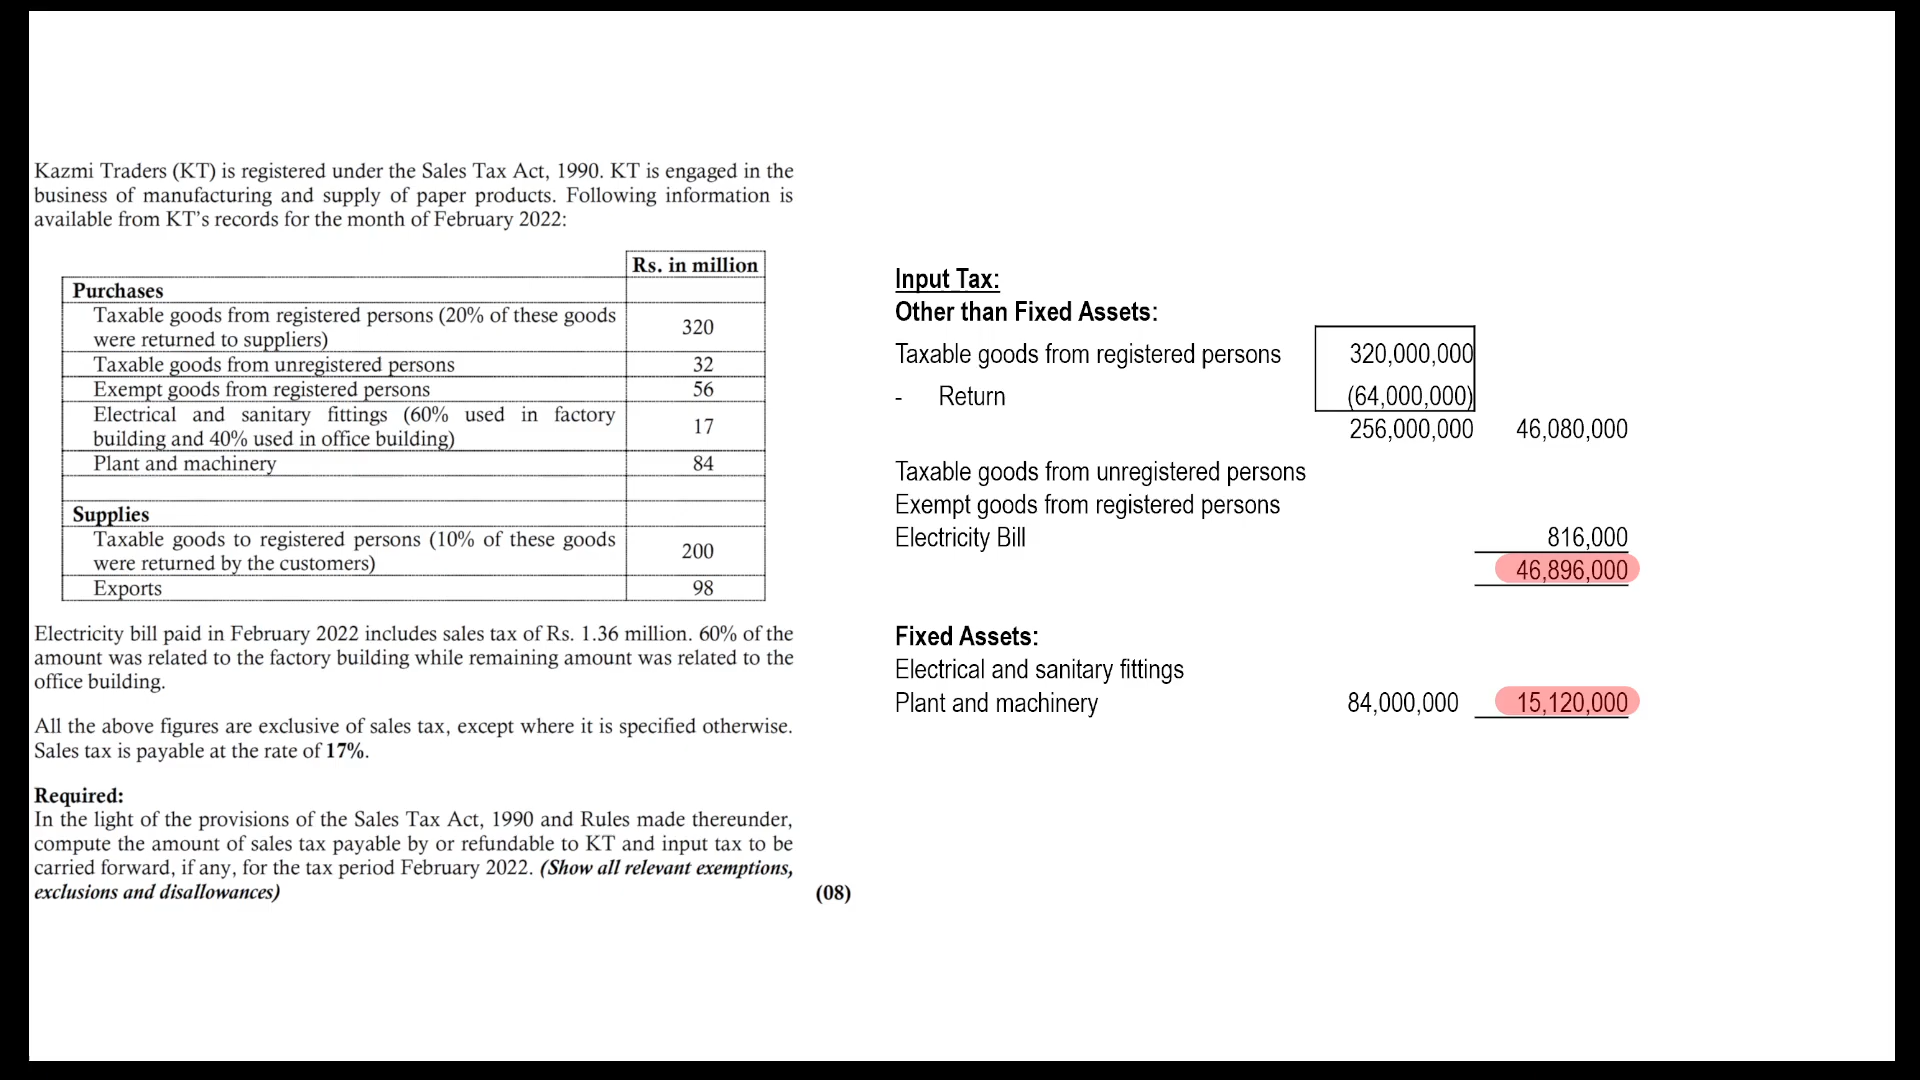 Kazmi Traders (KT) is registered under the Sales Tax Act, 1990. KT is engaged in the
business of manufacturing and supply of paper products. Following information is
available from KT's records for the month of February 2022:
Rs. in million
Purchases
Taxable goods from registered persons (20% of these goods
were returned to suppliers)
320
Taxable goods from unregistered persons 32
Exempt goods from registered persons 56
Electrical and sanitary fittings (60% used in factory
building and 40% used in office building)
17
Plant and machinery 84
Supplies
Taxable goods to registered persons (10% of these goods
were returned by the customers)
200
Exports 98
Electricity bill paid in February 2022 includes sales tax of Rs. 1.36 million. 60% of the
amount was related to the factory building while remaining amount was related to the
office building.
All the above figures are exclusive of sales tax, except where it is specified otherwise.
Sales tax is payable at the rate of 17%.
Required:
In the light of the provisions of the Sales Tax Act, 1990 and Rules made thereunder,
compute the amount of sales tax payable by or refundable to KT and input tax to be
carried forward, if any, for the tax period February 2022. (Show all relevant exemptions,
exclusions and disallowances) (08)
Input Tax:
Other than Fixed Assets:
Taxable goods from registered persons 320,000,000
- Return (64,000,000)
256,000,000 46,080,000
Taxable goods from unregistered persons
Exempt goods from registered persons
Electricity Bill 816,000
46,896,000
Fixed Assets:
Electrical and sanitary fittings
Plant and machinery 84,000,000 15,120,000